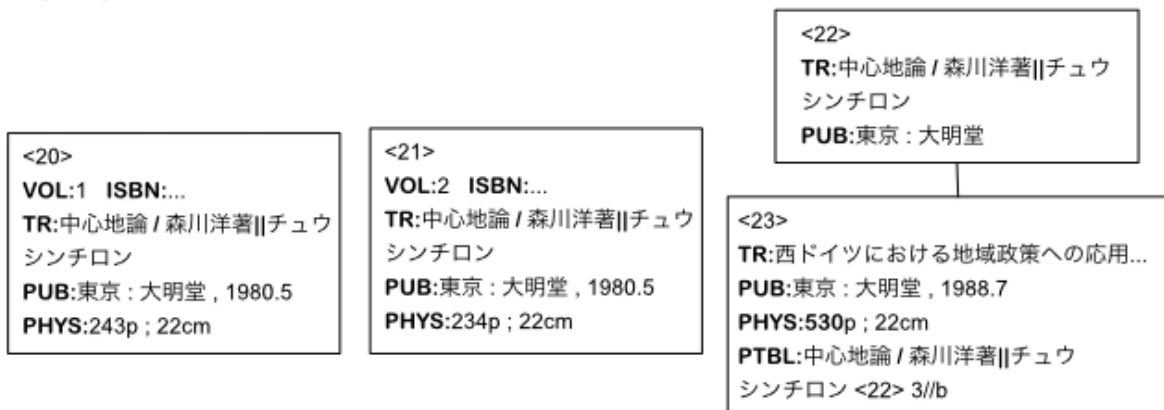 <20>
VOL:1 ISBN:...
TR:中心地論 / 森川洋著||チュウ
シンチロン
PUB:東京 : 大明堂 , 1980.5
PHYS:243p ; 22cm
<21>
VOL:2 ISBN:...
TR:中心地論 / 森川洋著||チュウ
シンチロン
PUB:東京 : 大明堂 , 1980.5
PHYS:234p ; 22cm
<22>
TR:中心地論 / 森川洋著||チュウ
シンチロン
PUB:東京 : 大明堂
<23>
TR:西ドイツにおける地域政策への応用...
PUB:東京 : 大明堂 , 1988.7
PHYS:530p ; 22cm
PTBL:中心地論 / 森川洋著||チュウ
シンチロン <22> 3//b